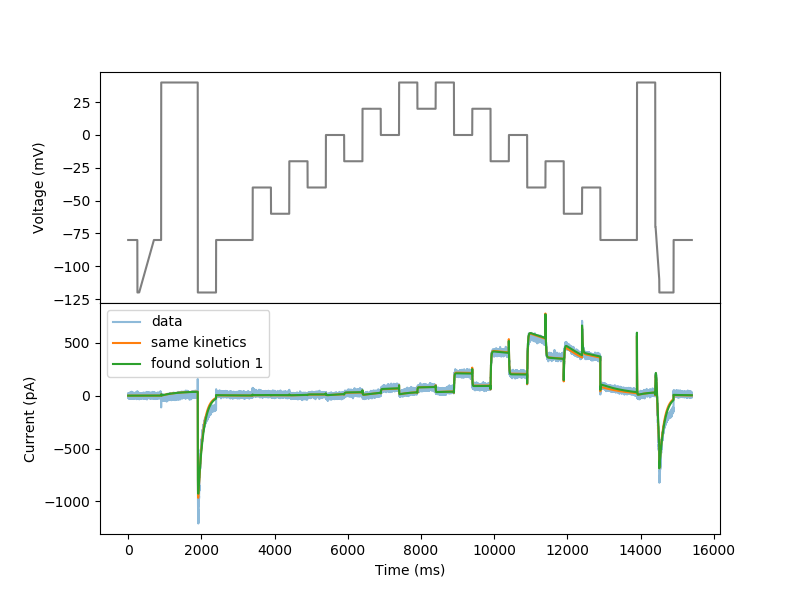 25
0
−25
−50
−75
−100
−125
Voltage (mV)
data
same kinetics
found solution 1
500
0
−500
−1000
Current (pA)
0 2000 4000 6000 8000 10000 12000 14000 16000
Time (ms)